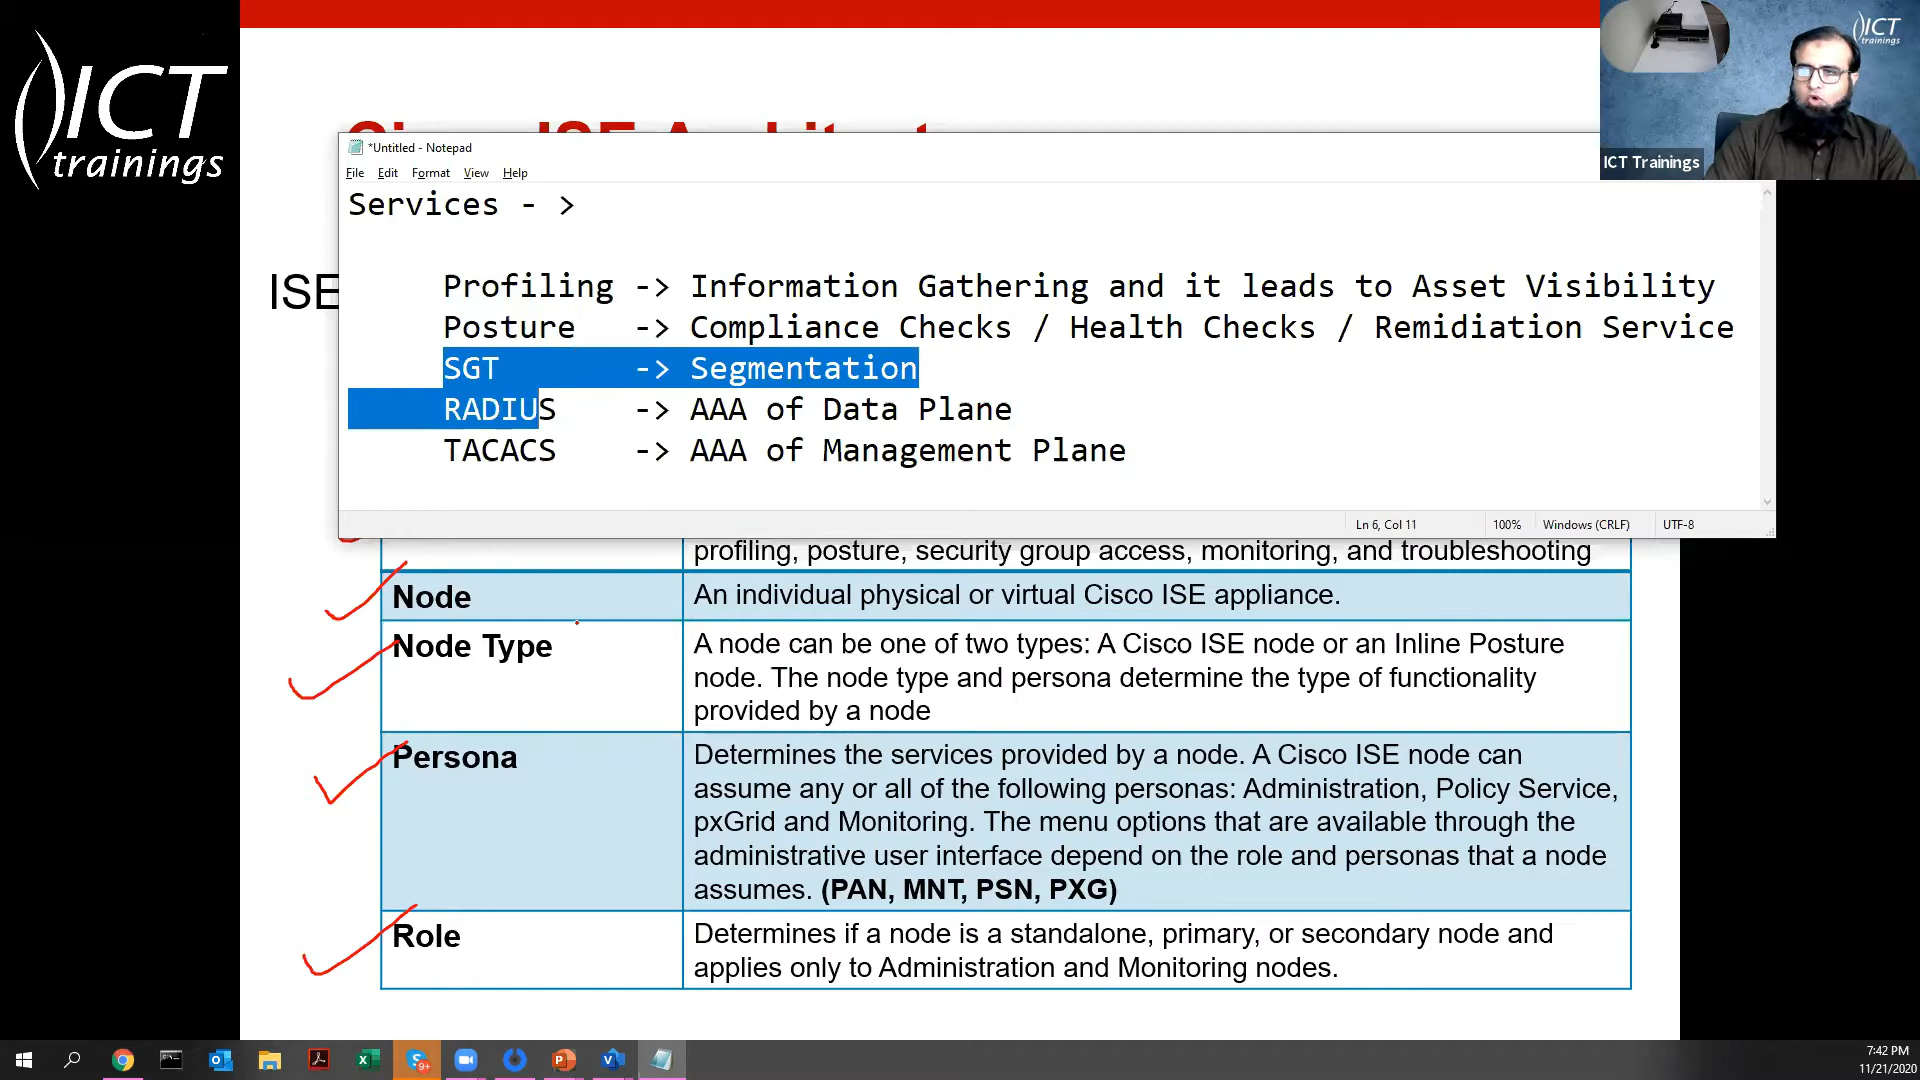 ICT
trainings
ICT
trainings
ICT Trainings
*Untitled - Notepad
File Edit Format View Help
Services - >
Profiling -> Information Gathering and it leads to Asset Visibility
Posture -> Compliance Checks / Health Checks / Remidiation Service
SGT -> Segmentation
RADIUS -> AAA of Data Plane
TACACS -> AAA of Management Plane
Ln 6, Col 11 100% Windows (CRLF) UTF-8
ISE
profiling, posture, security group access, monitoring, and troubleshooting
Node
An individual physical or virtual Cisco ISE appliance.
Node Type
A node can be one of two types: A Cisco ISE node or an Inline Posture
node. The node type and persona determine the type of functionality
provided by a node
Persona
Determines the services provided by a node. A Cisco ISE node can
assume any or all of the following personas: Administration, Policy Service,
pxGrid and Monitoring. The menu options that are available through the
administrative user interface depend on the role and personas that a node
assumes. (PAN, MNT, PSN, PXG)
Role
Determines if a node is a standalone, primary, or secondary node and
applies only to Administration and Monitoring nodes.
7:42 PM
11/21/2020